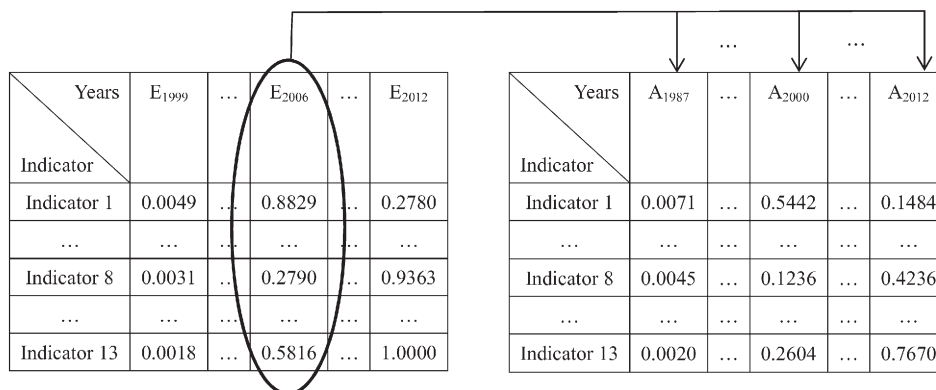 … …
Years E1999 … E2006 … E2012
Indicator
Indicator 1 0.0049 … 0.8829 … 0.2780
… … … … … …
Indicator 8 0.0031 … 0.2790 … 0.9363
… … … … … …
Indicator 13 0.0018 … 0.5816 … 1.0000
Years A1987 … A2000 … A2012
Indicator
Indicator 1 0.0071 … 0.5442 … 0.1484
… … … … … …
Indicator 8 0.0045 … 0.1236 … 0.4236
… … … … … …
Indicator 13 0.0020 … 0.2604 … 0.7670